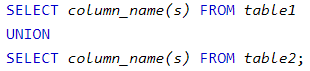 SELECT column_name(s) FROM table1
UNION
SELECT column_name(s) FROM table2;